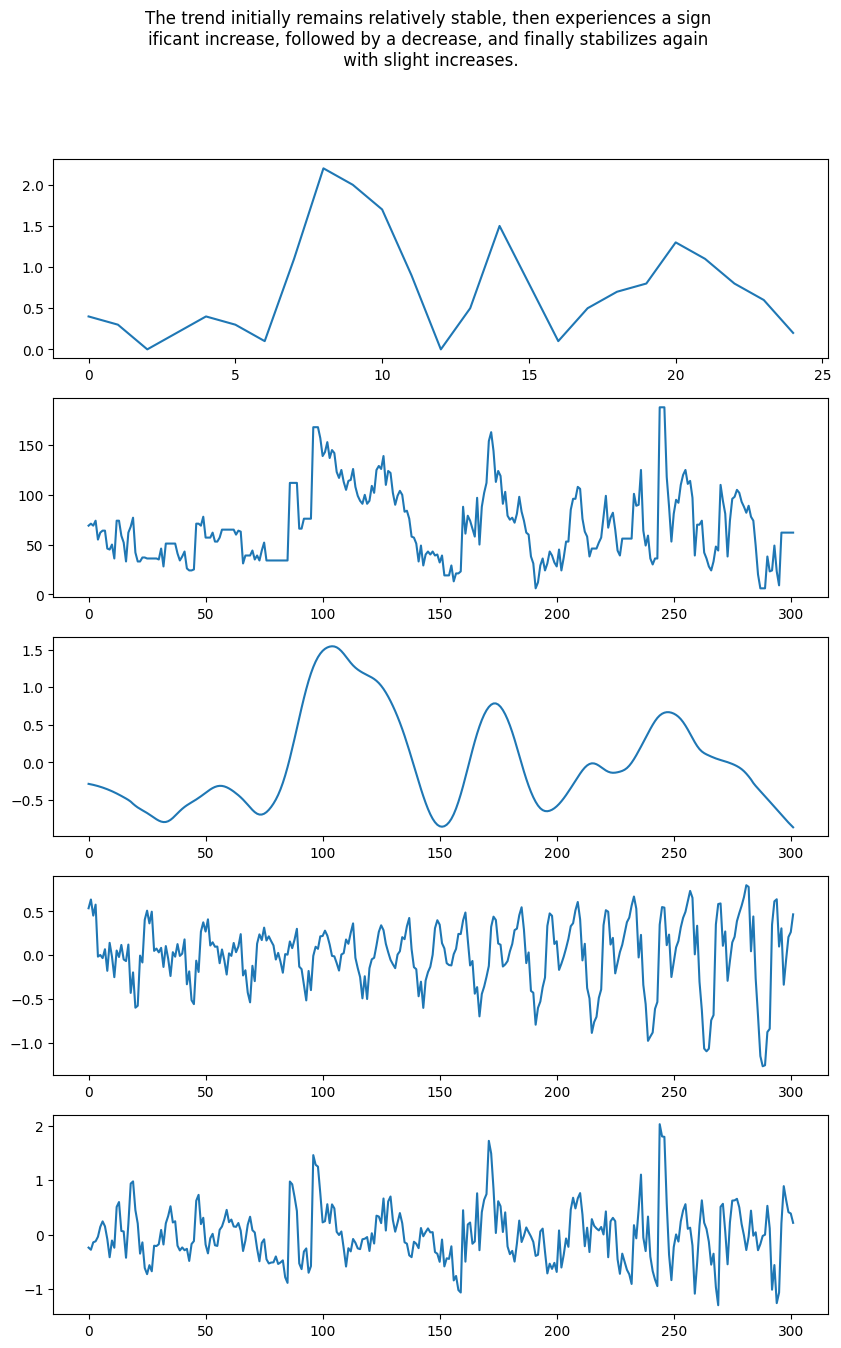 The trend initially remains relatively stable, then experiences a sign
ificant increase, followed by a decrease, and finally stabilizes again
with slight increases.
2.0
1.5
1.0
0.5
0.0
0 5 10 15 20 25
150
100
50
0
0 50 100 150 200 250 300
1.5
1.0
0.5
0.0
−0.5
0 50 100 150 200 250 300
0.5
0.0
−0.5
−1.0
0 50 100 150 200 250 300
2
1
0
−1
0 50 100 150 200 250 300